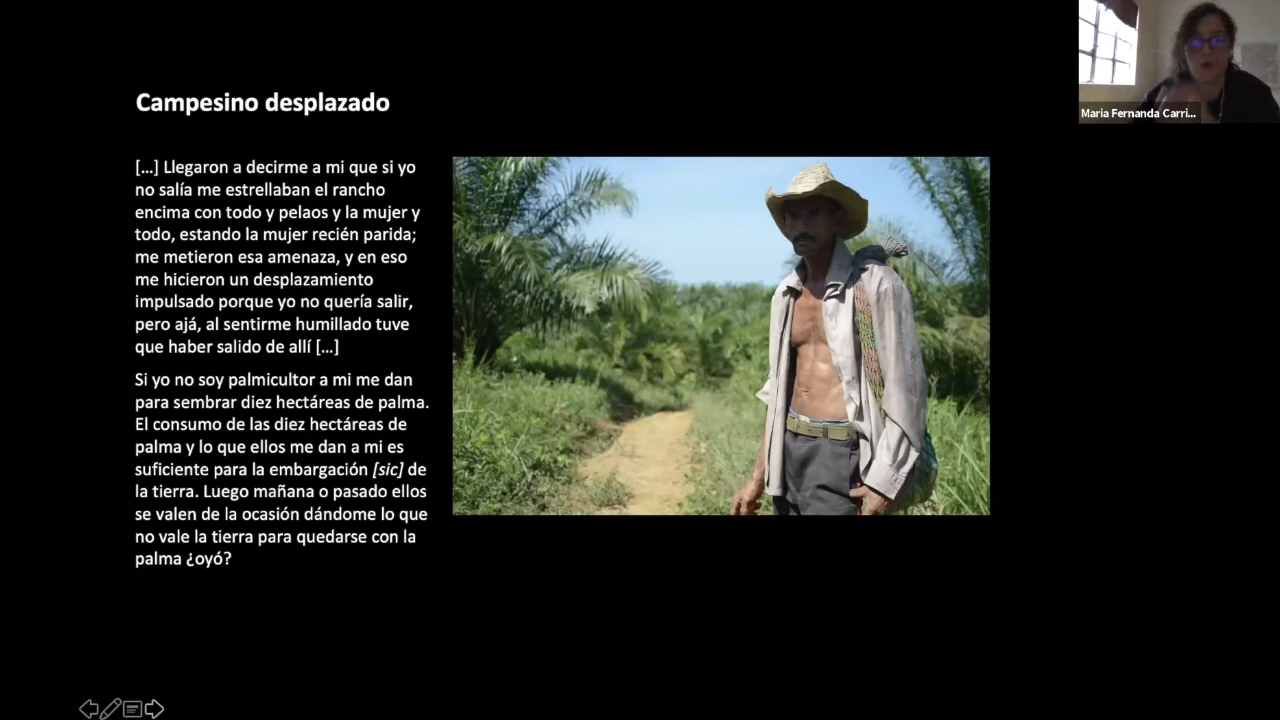 Campesino desplazado
[...] Llegaron a decirme a mi que si yo
no salía me estrellaban el rancho
encima con todo y pelaos y la mujer y
todo, estando la mujer recién parida;
me metieron esa amenaza, y en eso
me hicieron un desplazamiento
impulsado porque yo no quería salir,
pero ajá, al sentirme humillado tuve
que haber salido de allí [...]
Si yo no soy palmicultor a mi me dan
para sembrar diez hectáreas de palma.
El consumo de las diez hectáreas de
palma y lo que ellos me dan a mi es
suficiente para la embargación [sic] de
la tierra. Luego mañana o pasado ellos
se valen de la ocasión dándome lo que
no vale la tierra para quedarse con la
palma ¿oyó?
Maria Fernanda Carri...